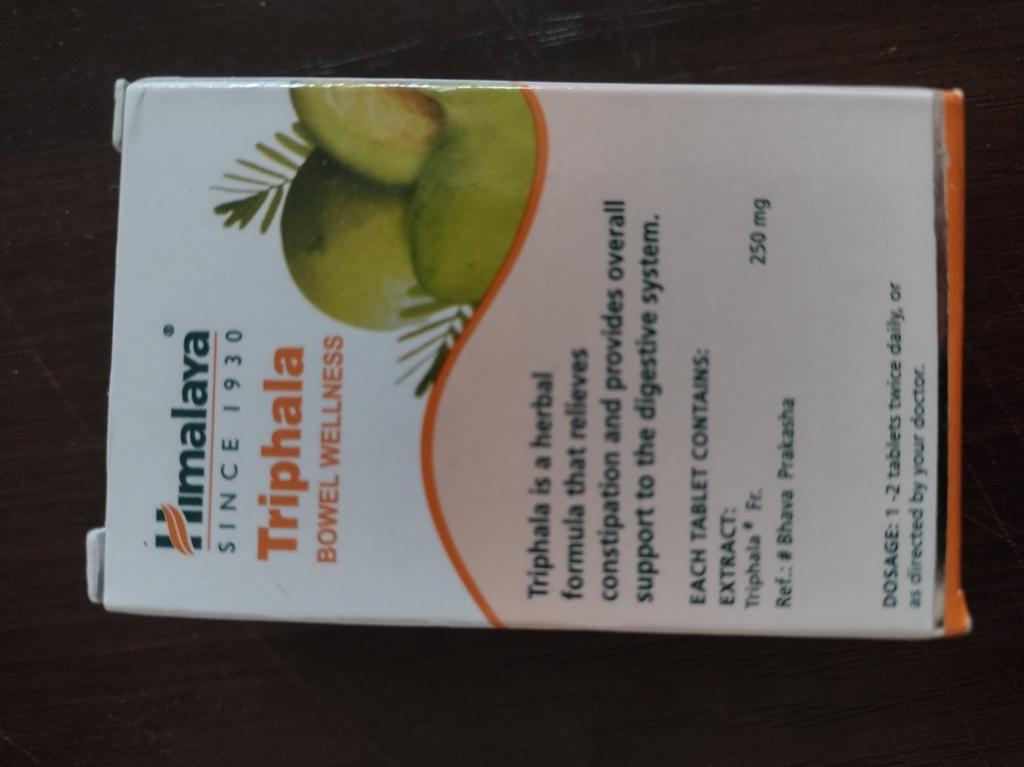 Himalaya®
SINCE 1930
Triphala
BOWEL WELLNESS
Triphala is a herbal
formula that relieves
constipation and provides overall
support to the digestive system.
EACH TABLET CONTAINS:
EXTRACT:
Triphala# Fr. 250 mg
Ref.: # Bhava Prakasha
DOSAGE: 1 -2 tablets twice daily, or
as directed by your doctor.